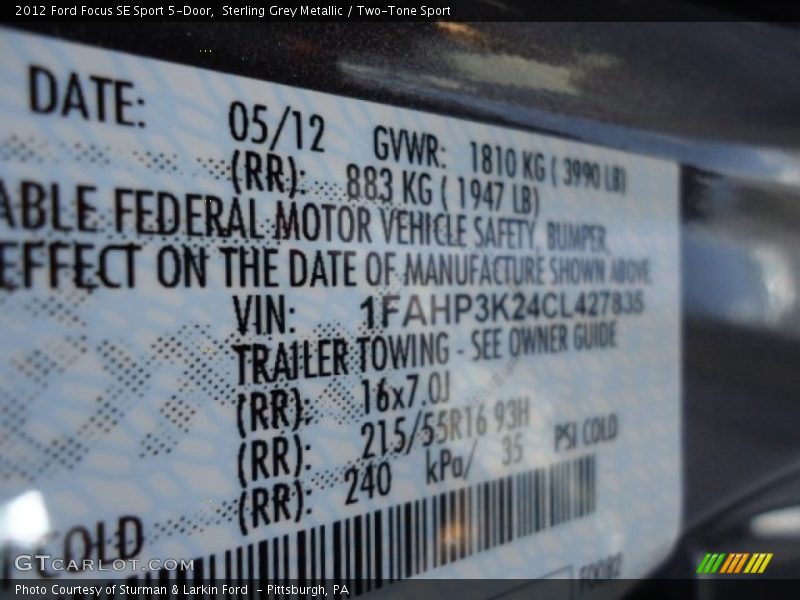 2012 Ford Focus SE Sport 5-Door, Sterling Grey Metallic / Two-Tone Sport
DATE: 05/12 GVWR: 1810 KG ( 3990 LB)
(RR): 883 KG ( 1947 LB)
ABLE FEDERAL MOTOR VEHICLE SAFETY, BUMPER,
EFFECT ON THE DATE OF MANUFACTURE SHOWN ABOVE
VIN: 1FAHP3K24CL427835
TRAILER TOWING - SEE OWNER GUIDE
(RR): 16x7.0J
(RR): 215/55R16 93H
(RR): 240 kPa/ 35 PSI COLD
COLD
GTCARLOT.COM
Photo Courtesy of Sturman & Larkin Ford - Pittsburgh, PA